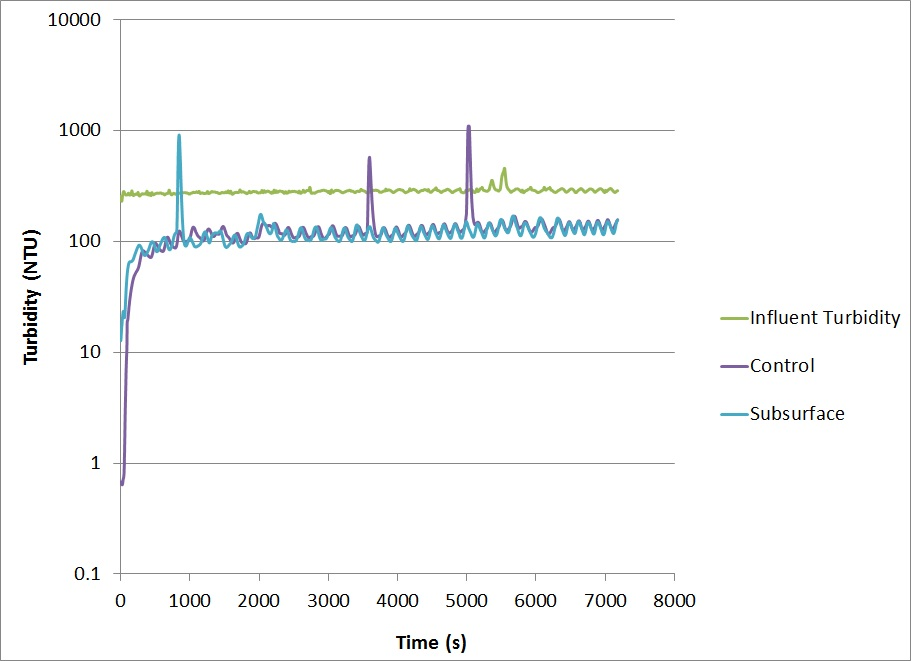 10000
1000
100
10
1
0.1
Turbidity (NTU)
0 1000 2000 3000 4000 5000 6000 7000 8000
Time (s)
Influent Turbidity
Control
Subsurface